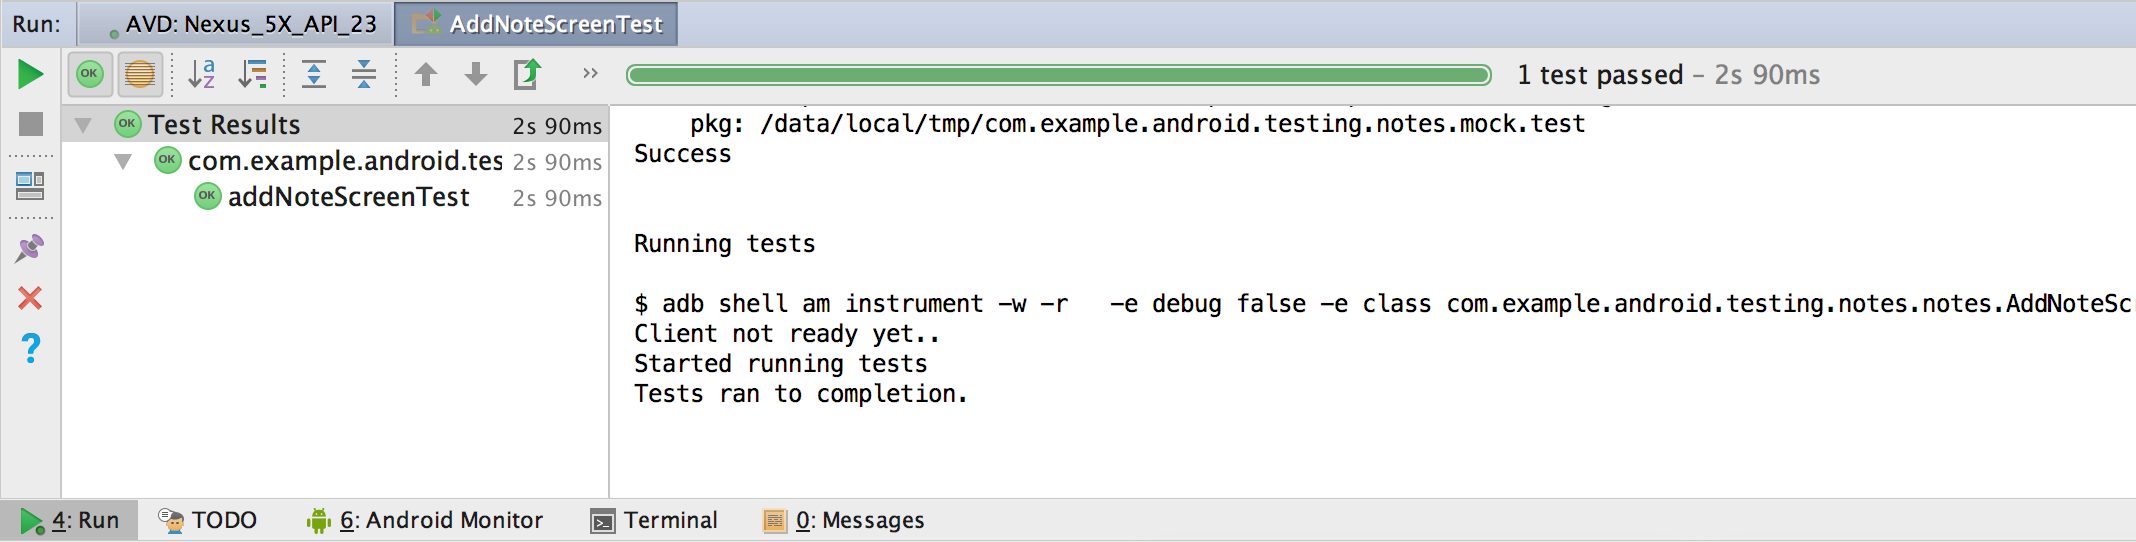 Run: AVD: Nexus_5X_API_23 AddNoteScreenTest
OK a z >> 1 test passed – 2s 90ms
OK Test Results 2s 90ms
OK com.example.android.tes 2s 90ms
OK addNoteScreenTest 2s 90ms
pkg: /data/local/tmp/com.example.android.testing.notes.mock.test
Success
Running tests
$ adb shell am instrument -w -r   -e debug false -e class com.example.android.testing.notes.notes.AddNoteScr
Client not ready yet..
Started running tests
Tests ran to completion.
?
4: Run TODO 6: Android Monitor Terminal 0: Messages